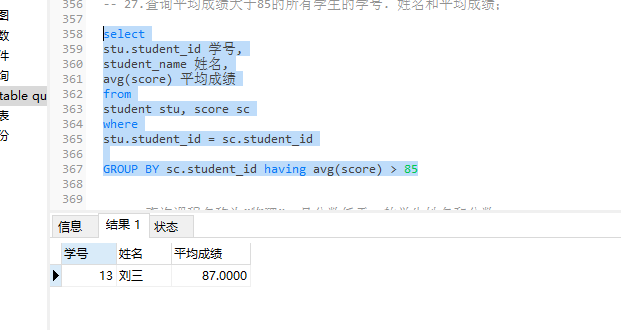 356 -- 27.查询平均成绩大于85的所有学生的学号. 姓名和平均成绩;
图
357
358 select
数
359 stu.student_id 学号,
件
360 student_name 姓名,
询
361 avg(score) 平均成绩
table qu
362 from
表
363 student stu, score sc
份
364 where
365 stu.student_id = sc.student_id
366
367 GROUP BY sc.student_id having avg(score) > 85
368
369
信息 结果 1 状态
学号 姓名 平均成绩
13 刘三 87.0000